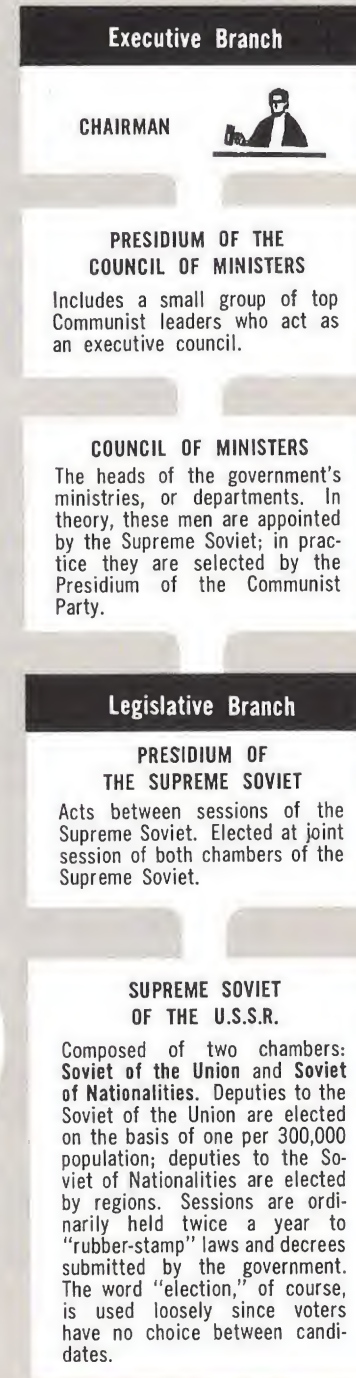 Executive Branch
CHAIRMAN
PRESIDIUM OF THE
COUNCIL OF MINISTERS
Includes a small group of top
Communist leaders who act as
an executive council.
COUNCIL OF MINISTERS
The heads of the government's
ministries, or departments. In
theory, these men are appointed
by the Supreme Soviet; in prac-
tice they are selected by the
Presidium of the Communist
Party.
Legislative Branch
PRESIDIUM OF
THE SUPREME SOVIET
Acts between sessions of the
Supreme Soviet. Elected at joint
session of both chambers of the
Supreme Soviet.
SUPREME SOVIET
OF THE U.S.S.R.
Composed of two chambers:
Soviet of the Union and Soviet
of Nationalities. Deputies to the
Soviet of the Union are elected
on the basis of one per 300,000
population; deputies to the So-
viet of Nationalities are elected
by regions. Sessions are ordi-
narily held twice a year to
"rubber-stamp" laws and decrees
submitted by the government.
The word "election," of course,
is used loosely since voters
have no choice between candi-
dates.